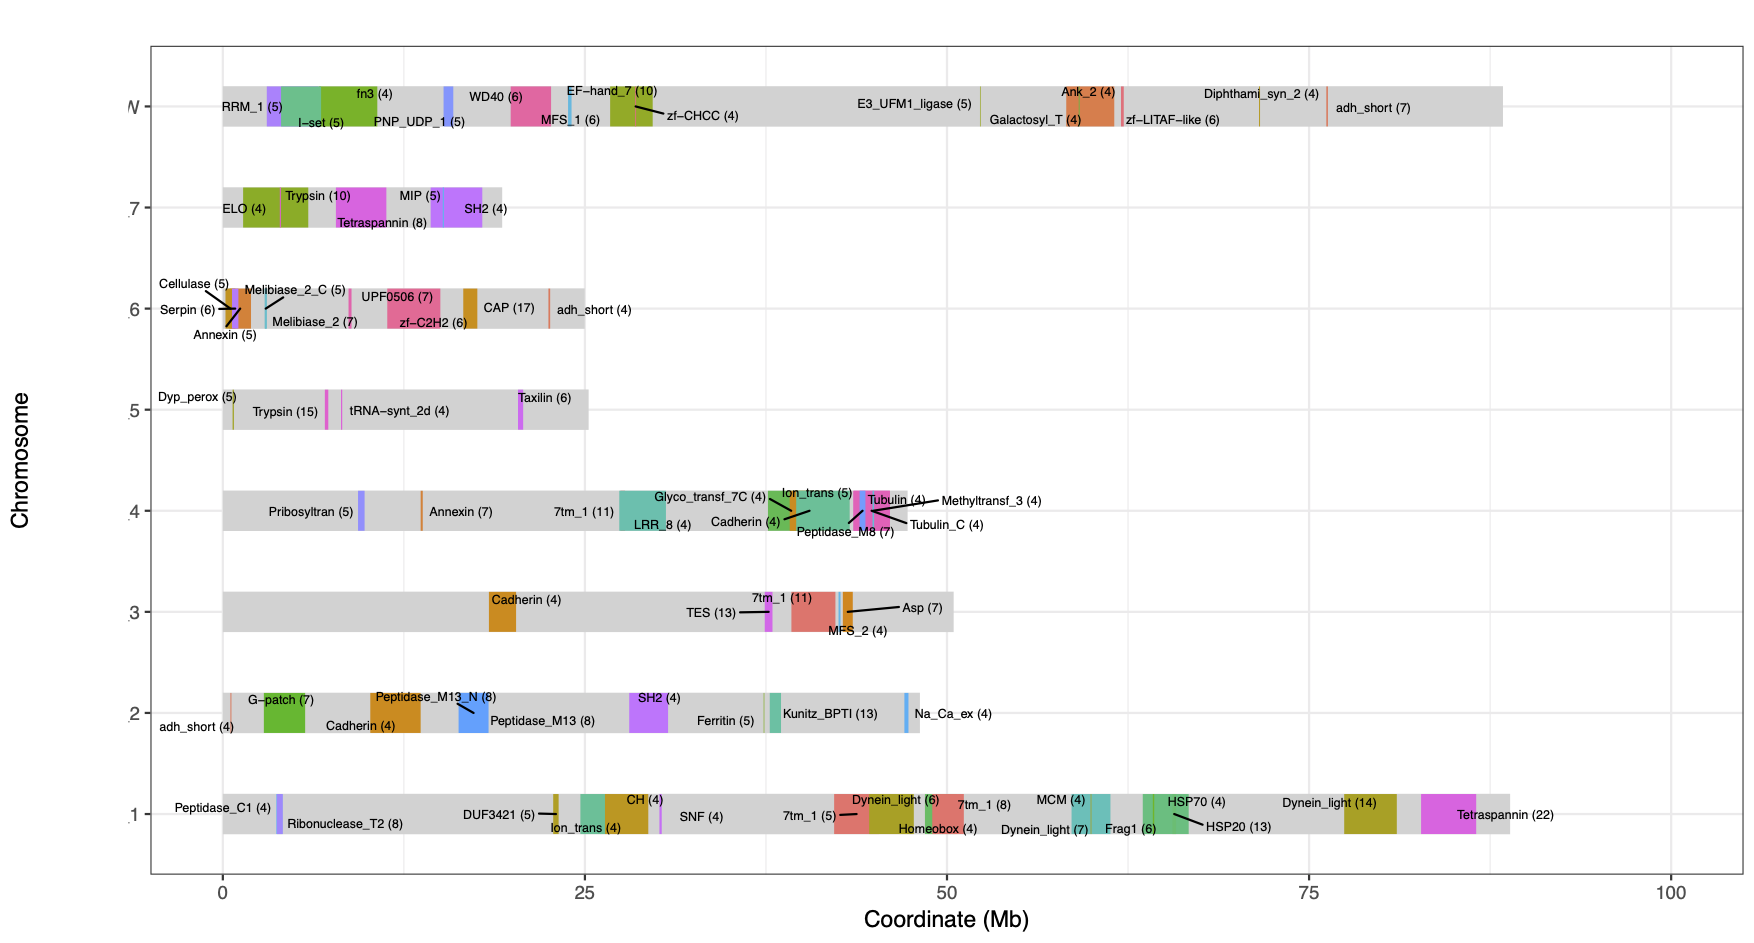 W
RRM_1 (5)
I−set (5)
fn3 (4)
PNP_UDP_1 (5)
WD40 (6)
MFS_1 (6)
EF−hand_7 (10)
zf−CHCC (4)
E3_UFM1_ligase (5)
Galactosyl_T (4)
Ank_2 (4)
zf−LITAF−like (6)
Diphthami_syn_2 (4)
adh_short (7)
.7
ELO (4)
Trypsin (10)
Tetraspannin (8)
MIP (5)
SH2 (4)
.6
Cellulase (5)
Serpin (6)
Annexin (5)
Melibiase_2_C (5)
Melibiase_2 (7)
UPF0506 (7)
zf−C2H2 (6)
CAP (17)
adh_short (4)
.5
Dyp_perox (5)
Trypsin (15)
tRNA−synt_2d (4)
Taxilin (6)
.4
Pribosyltran (5)
Annexin (7)
7tm_1 (11)
LRR_8 (4)
Glyco_transf_7C (4)
Cadherin (4)
Ion_trans (5)
Peptidase_M8 (7)
Tubulin (4)
Methyltransf_3 (4)
Tubulin_C (4)
.3
Cadherin (4)
TES (13)
7tm_1 (11)
MFS_2 (4)
Asp (7)
.2
adh_short (4)
G−patch (7)
Cadherin (4)
Peptidase_M13_N (8)
Peptidase_M13 (8)
SH2 (4)
Ferritin (5)
Kunitz_BPTI (13)
Na_Ca_ex (4)
.1
Peptidase_C1 (4)
Ribonuclease_T2 (8)
DUF3421 (5)
Ion_trans (4)
CH (4)
SNF (4)
7tm_1 (5)
Dynein_light (6)
Homeobox (4)
7tm_1 (8)
Dynein_light (7)
MCM (4)
Frag1 (6)
HSP70 (4)
HSP20 (13)
Dynein_light (14)
Tetraspannin (22)
0
25
50
75
100
Coordinate (Mb)
Chromosome